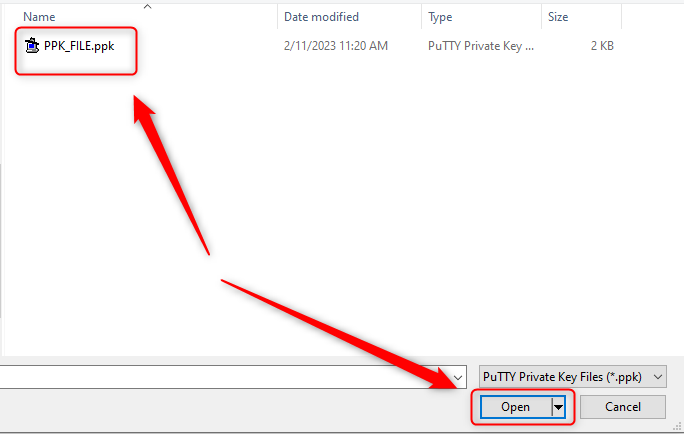 Name Date modified Type Size
PPK_FILE.ppk 2/11/2023 11:20 AM PuTTY Private Key ... 2 KB
PuTTY Private Key Files (*.ppk)
Open Cancel